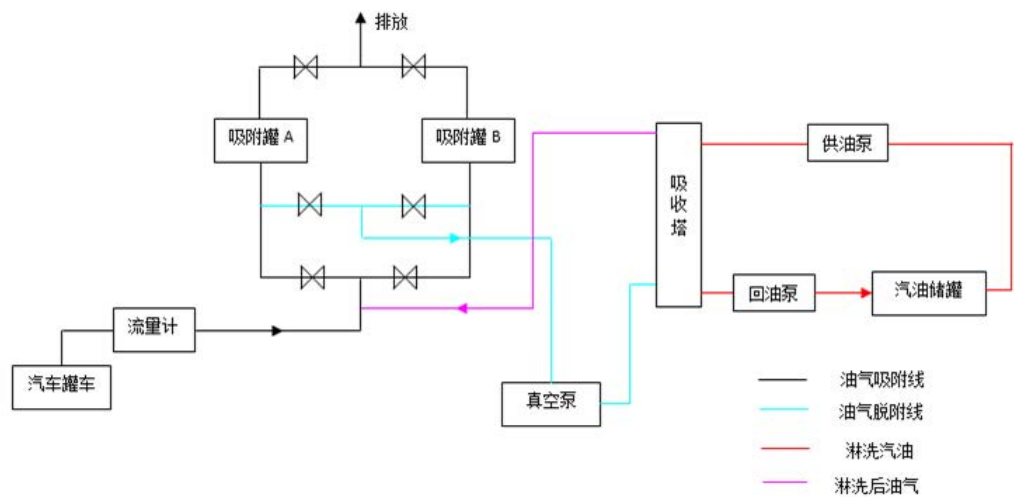 排放
吸附罐 A
吸附罐 B
供油泵
吸收塔
回油泵
汽油储罐
流量计
汽车罐车
真空泵
油气吸附线
油气脱附线
淋洗汽油
淋洗后油气